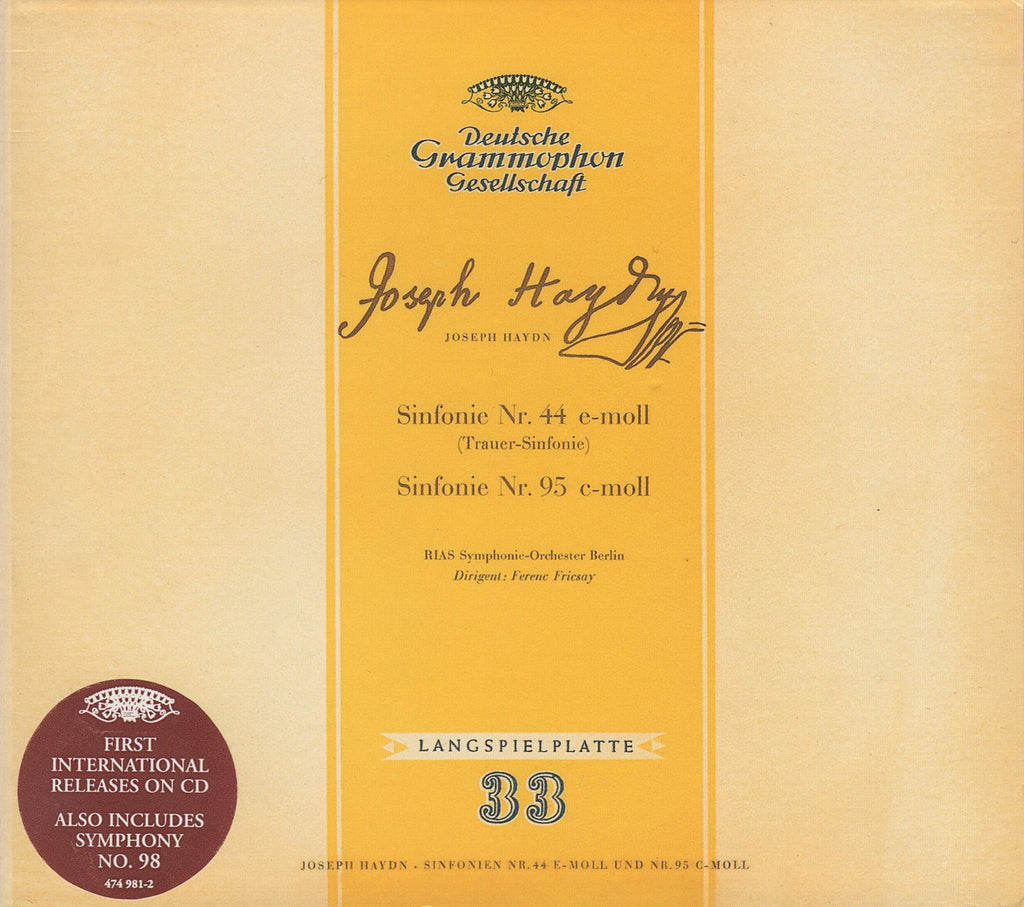 Deutsche
Grammophon
Gesellschaft
Joseph Haydn
JOSEPH HAYDN
Sinfonie Nr. 44 e-moll
(Trauer-Sinfonie)
Sinfonie Nr. 95 c-moll
RIAS Symphonie-Orchester Berlin
Dirigent: Ferenc Fricsay
LANGSPIELPLATTE
33
JOSEPH HAYDN • SINFONIEN NR. 44 E-MOLL UND NR. 95 C-MOLL
FIRST
INTERNATIONAL
RELEASES ON CD
ALSO INCLUDES
SYMPHONY
NO. 98
474 981-2